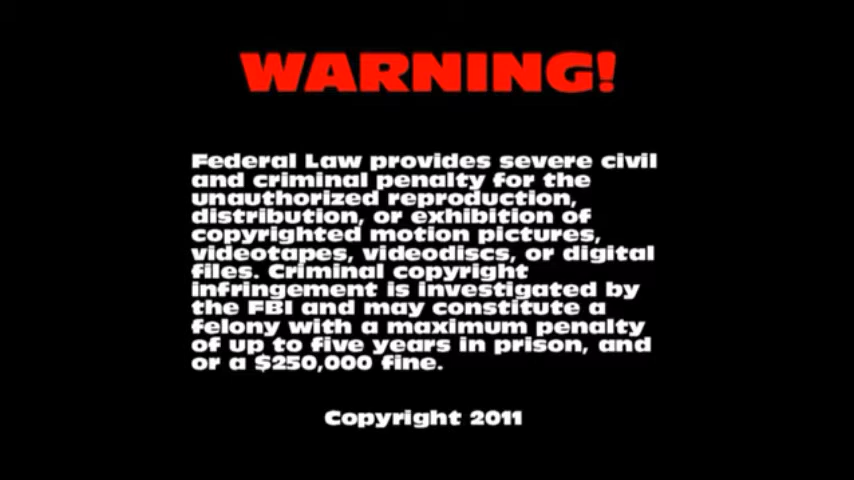 WARNING!
Federal Law provides severe civil
and criminal penalty for the
unauthorized reproduction,
distribution, or exhibition of
copyrighted motion pictures,
videotapes, videodiscs, or digital
files. Criminal copyright
infringement is investigated by
the FBI and may constitute a
felony with a maximum penalty
of up to five years in prison, and
or a $250,000 fine.
Copyright 2011